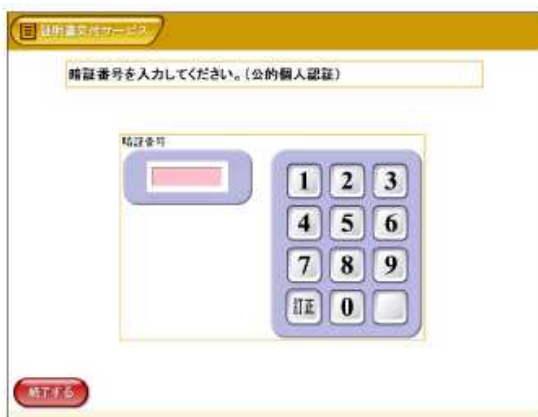 証明書交付サービス
暗証番号を入力してください。(公的個人認証)
暗証番号
1 2 3
4 5 6
7 8 9
訂正 0
終了する